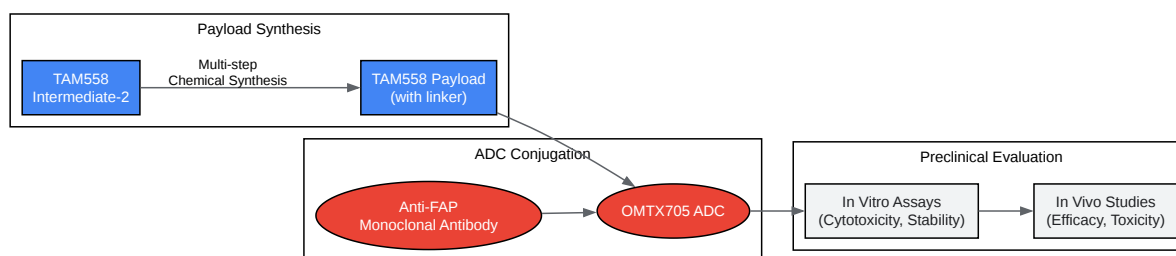 Payload Synthesis
TAM558
Intermediate-2
Multi-step
Chemical Synthesis
TAM558 Payload
(with linker)
ADC Conjugation
Anti-FAP
Monoclonal Antibody
OMTX705 ADC
Preclinical Evaluation
In Vitro Assays
(Cytotoxicity, Stability)
In Vivo Studies
(Efficacy, Toxicity)